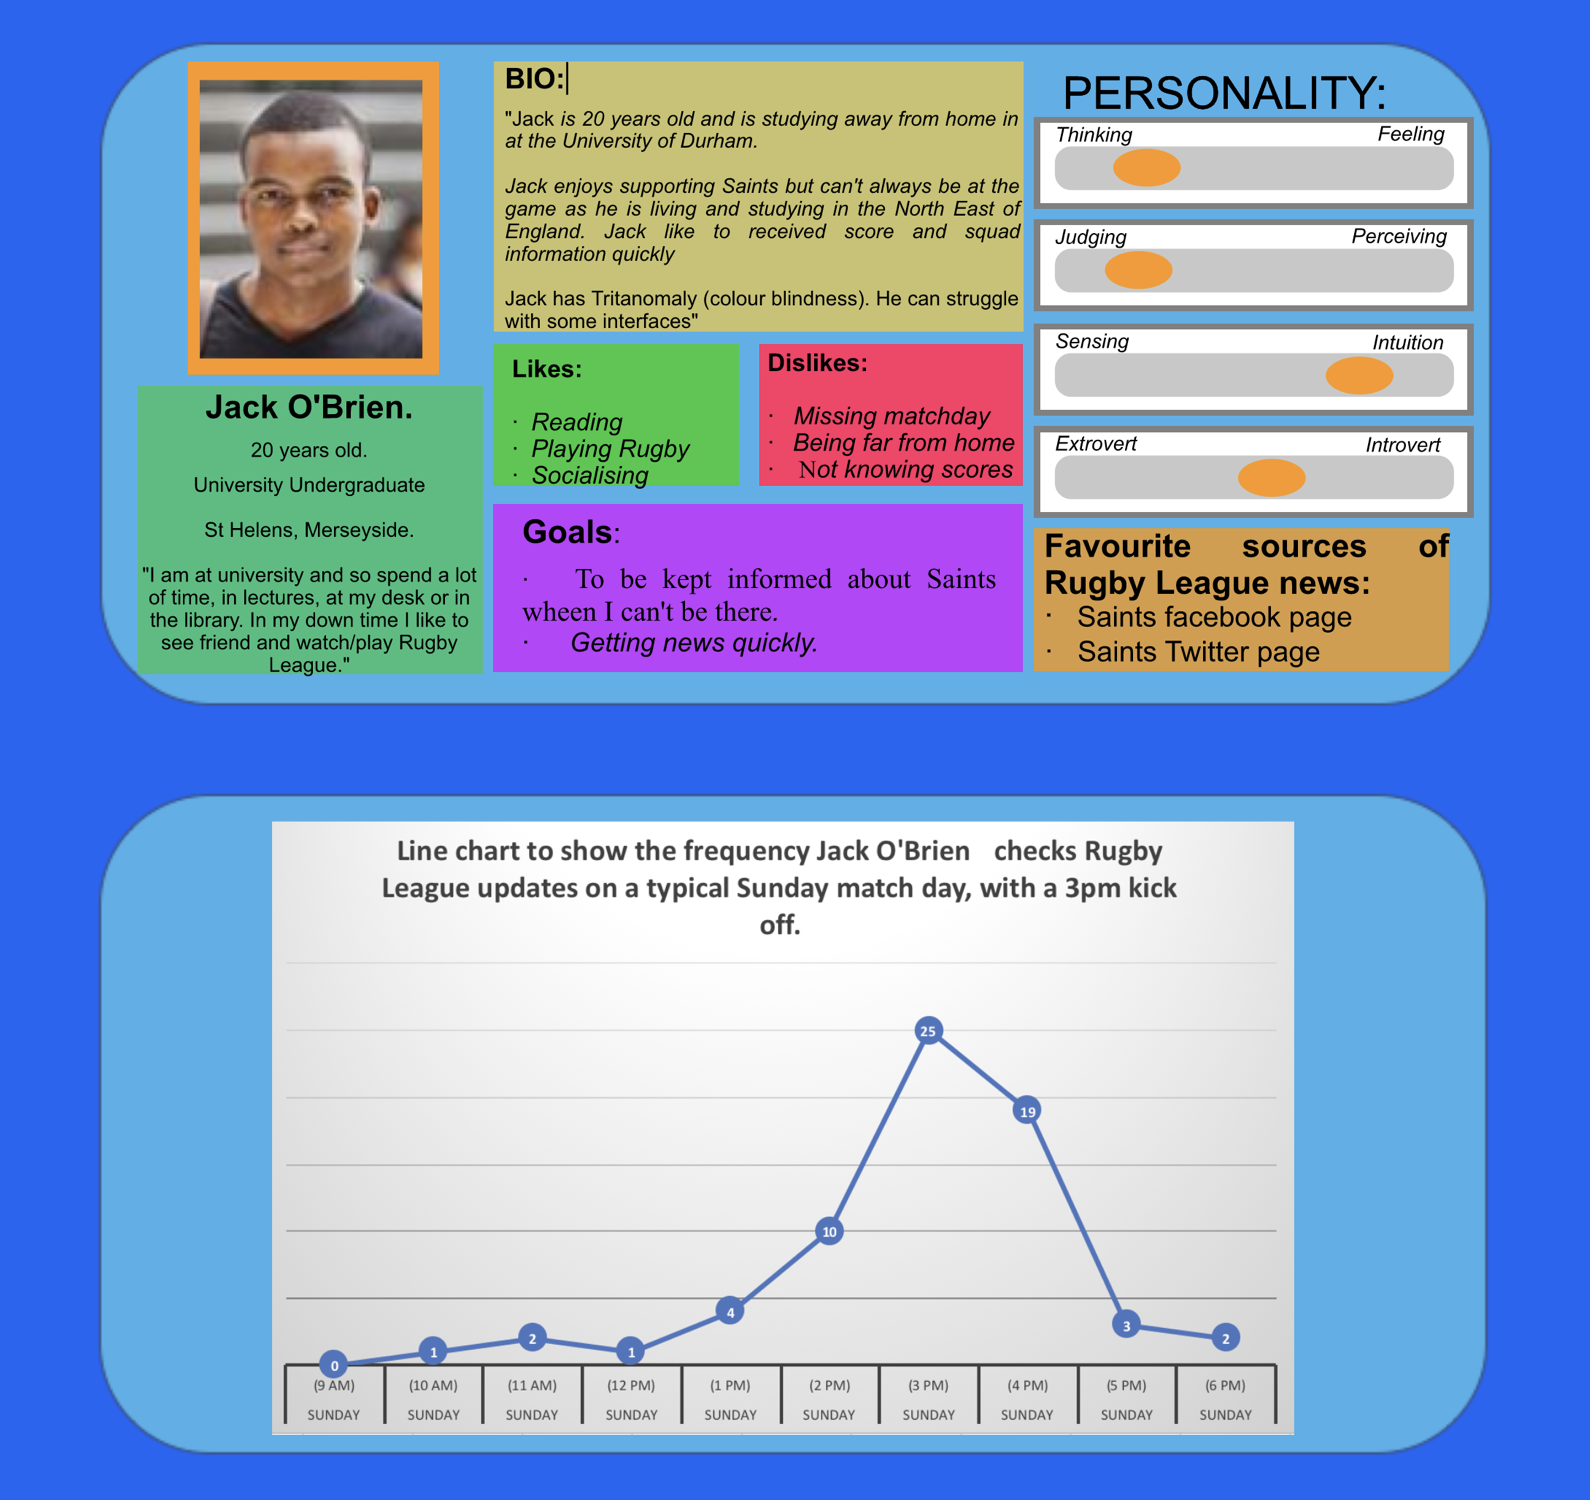 Jack O'Brien.
20 years old.
University Undergraduate
St Helens, Merseyside.
"I am at university and so spend a lot
of time, in lectures, at my desk or in
the library. In my down time I like to
see friend and watch/play Rugby
League."
BIO:
"Jack is 20 years old and is studying away from home in
at the University of Durham.
Jack enjoys supporting Saints but can't always be at the
game as he is living and studying in the North East of
England. Jack like to received score and squad
information quickly
Jack has Tritanomaly (colour blindness). He can struggle
with some interfaces"
Likes:
· Reading
· Playing Rugby
· Socialising
Dislikes:
· Missing matchday
· Being far from home
· Not knowing scores
Goals:
· To be kept informed about Saints
wheen I can't be there.
· Getting news quickly.
PERSONALITY:
Thinking Feeling
Judging Perceiving
Sensing Intuition
Extrovert Introvert
Favourite sources of
Rugby League news:
· Saints facebook page
· Saints Twitter page
Line chart to show the frequency Jack O'Brien checks Rugby
League updates on a typical Sunday match day, with a 3pm kick
off.
0 1 2 1 4 10 25 19 3 2
(9 AM) (10 AM) (11 AM) (12 PM) (1 PM) (2 PM) (3 PM) (4 PM) (5 PM) (6 PM)
SUNDAY SUNDAY SUNDAY SUNDAY SUNDAY SUNDAY SUNDAY SUNDAY SUNDAY SUNDAY